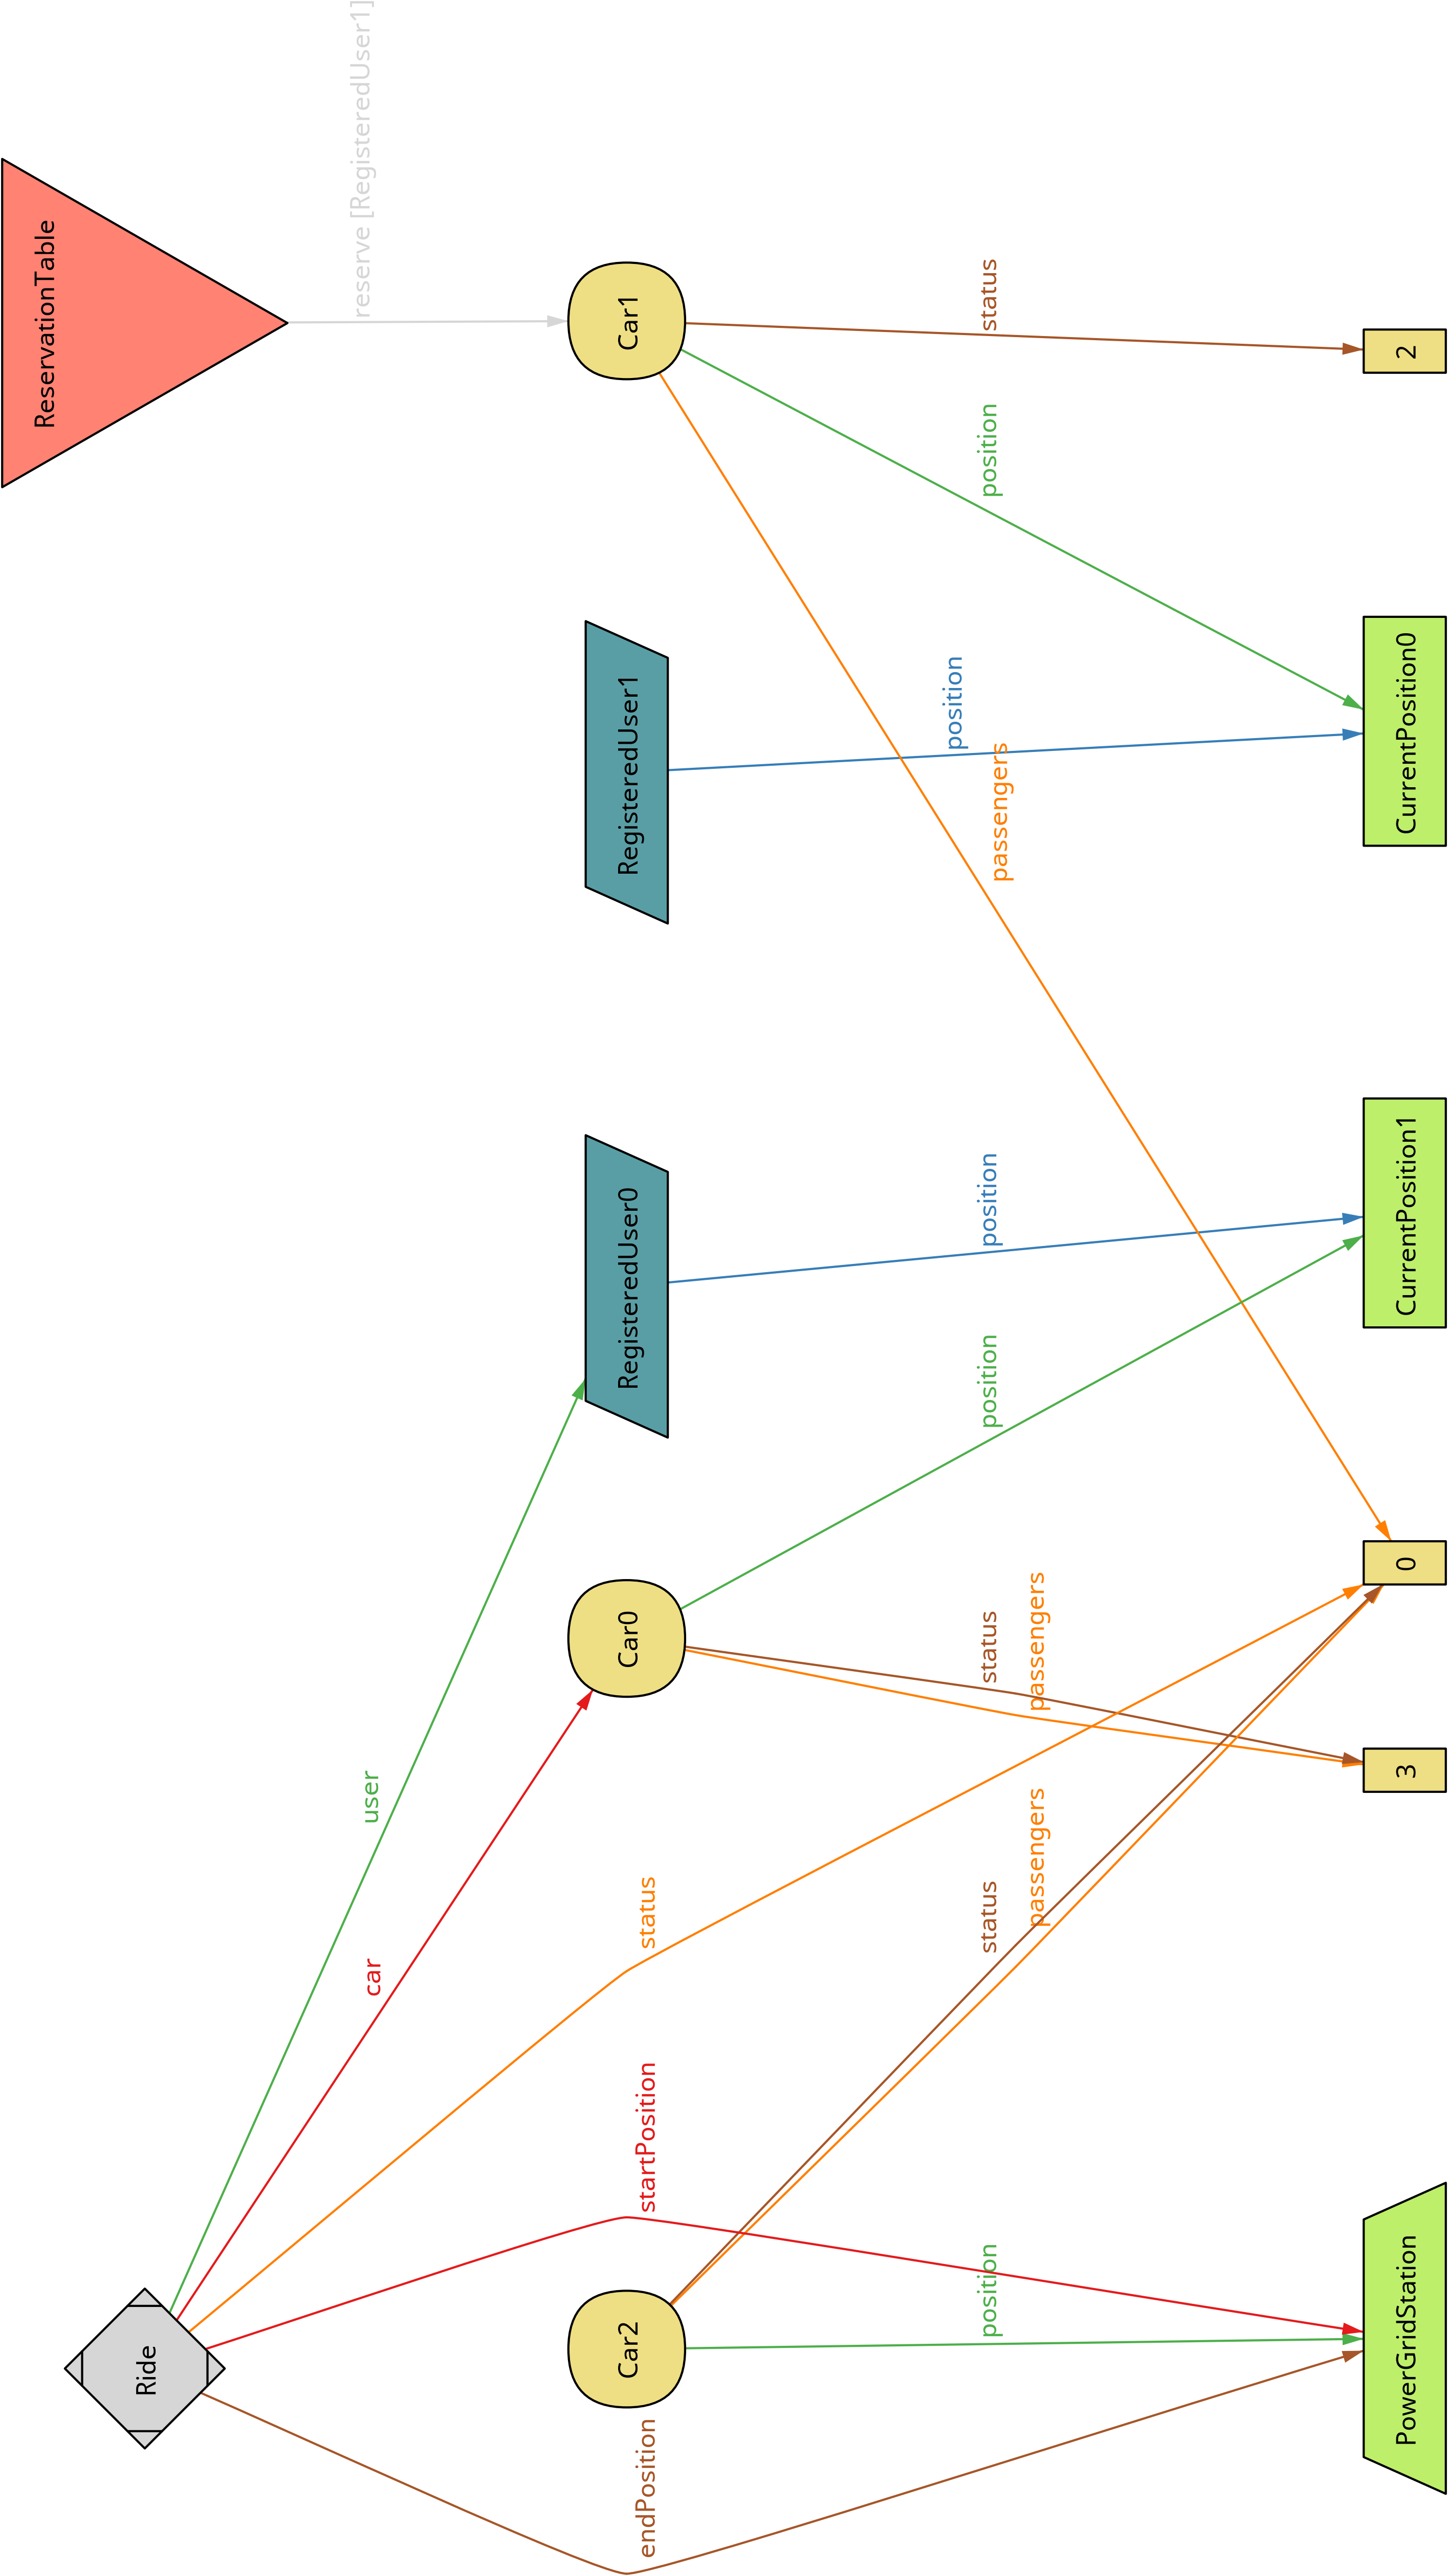 Ride
ReservationTable
user
car
reserve [RegisteredUser1]
endPosition
Car2
startPosition
status
Car0
RegisteredUser0
RegisteredUser1
Car1
position
status
passengers
status
passengers
position
position
position
passengers
position
status
PowerGridStation
3
0
CurrentPosition1
CurrentPosition0
2